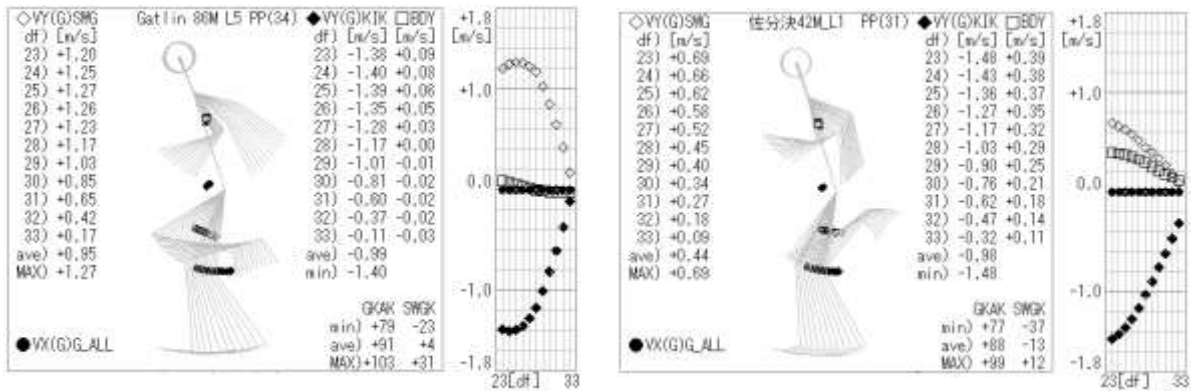 ◇VY(G)SWG Gatlin 86M L5 PP(34) ◆VY(G)KIK □BDY
df) [m/s] df) [m/s] [m/s]
23) +1.20 23) -1.38 +0.09
24) +1.25 24) -1.40 +0.08
25) +1.27 25) -1.39 +0.06
26) +1.26 26) -1.35 +0.05
27) +1.23 27) -1.28 +0.03
28) +1.17 28) -1.17 +0.00
29) +1.03 29) -1.01 -0.01
30) +0.85 30) -0.81 -0.02
31) +0.65 31) -0.60 -0.02
32) +0.42 32) -0.37 -0.02
33) +0.17 33) -0.11 -0.03
ave) +0.95 ave) -0.99
MAX) +1.27 min) -1.40
GKAK SWGK
min) +79 -23
ave) +91 +4
●VX(G)G_ALL MAX)+103 +31
+1.8
[m/s]
+1.0
0.0
-1.0
-1.8
23[df] 33
◇VY(G)SWG 佐分決42M_L1 PP(31) ◆VY(G)KIK □BDY
df) [m/s] df) [m/s] [m/s]
23) +0.69 23) -1.48 +0.39
24) +0.66 24) -1.43 +0.38
25) +0.62 25) -1.36 +0.37
26) +0.58 26) -1.27 +0.35
27) +0.52 27) -1.17 +0.32
28) +0.45 28) -1.03 +0.29
29) +0.40 29) -0.90 +0.25
30) +0.34 30) -0.76 +0.21
31) +0.27 31) -0.62 +0.18
32) +0.18 32) -0.47 +0.14
33) +0.09 33) -0.32 +0.11
ave) +0.44 ave) -0.98
MAX) +0.69 min) -1.48
GKAK SWGK
min) +77 -37
ave) +88 -13
●VX(G)G_ALL MAX) +99 +12
+1.8
[m/s]
+1.0
0.0
-1.0
-1.8
23[df] 33